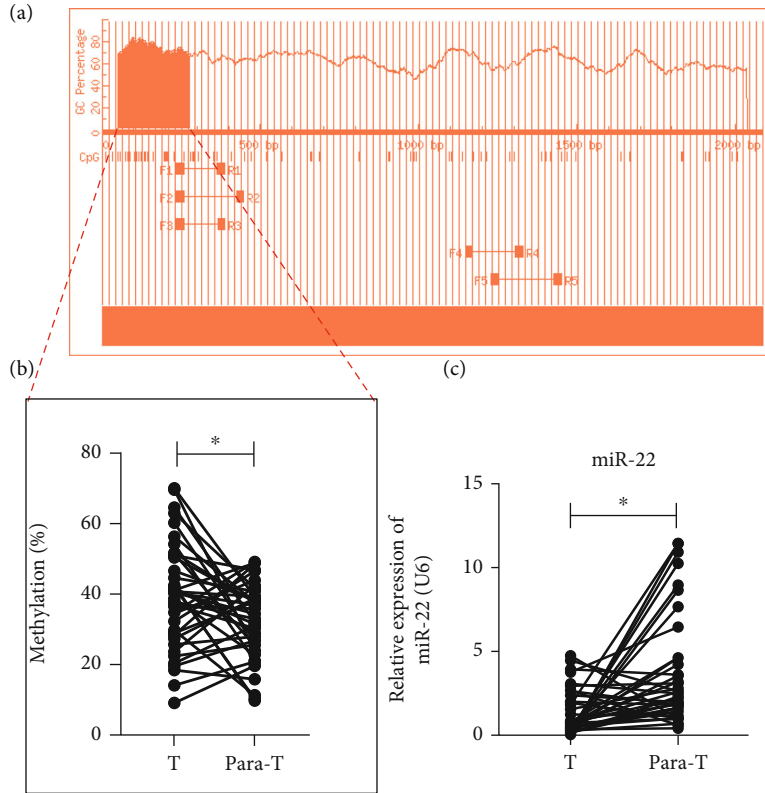 (a)
GC Percentage
80
60
40
20
0
0
500 bp
1000 bp
1500 bp
2000 bp
CpG
F1 R1
F2 R2
F3 R3
F4 R4
F5 R5
(b)
Methylation (%)
80
60
40
20
0
*
T
Para-T
(c)
miR-22
Relative expression of
miR-22 (U6)
15
10
5
0
*
T
Para-T